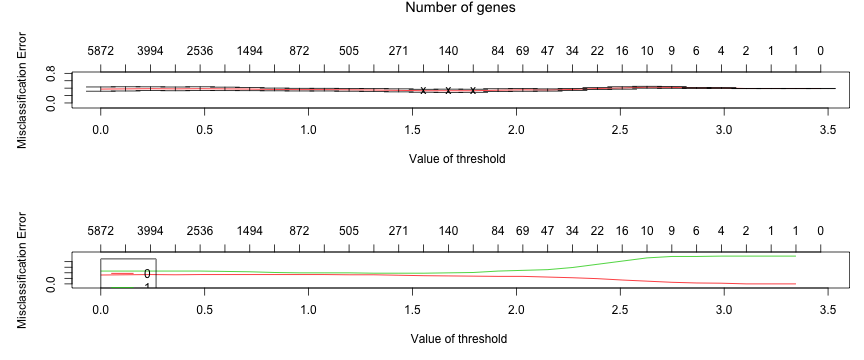 Number of genes
5872 3994 2536 1494 872 505 271 140 84 69 47 34 22 16 10 9 6 4 2 1 1 0
Misclassification Error
0.8
0.0
x x x
0.0 0.5 1.0 1.5 2.0 2.5 3.0 3.5
Value of threshold
5872 3994 2536 1494 872 505 271 140 84 69 47 34 22 16 10 9 6 4 2 1 1 0
Misclassification Error
0.0
0
0.0 0.5 1.0 1.5 2.0 2.5 3.0 3.5
Value of threshold